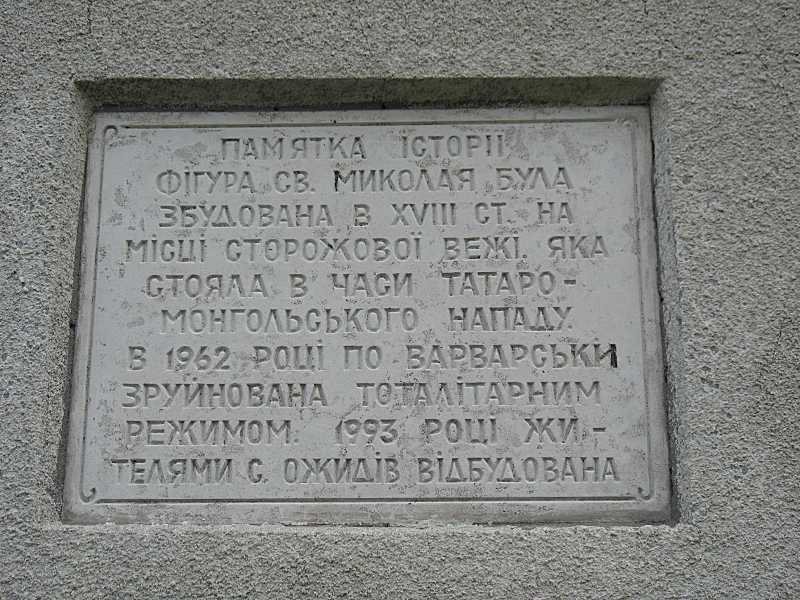 ПАМЯТКА ІСТОРІІ
ФІГУРА СВ. МИКОЛАЯ БУЛА
ЗБУДОВАНА В XVIII СТ. НА
МІСЦІ СТОРОЖОВОЇ ВЕЖІ. ЯКА
СТОЯЛА В ЧАСИ ТАТАРО-
МОНГОЛЬСЬКОГО НАПАДУ.
В 1962 РОЦІ ПО ВАРВАРСЬКИ
ЗРУЙНОВАНА ТОТАЛІТАРНИМ
РЕЖИМОМ. 1993 РОЦІ ЖИ-
ТЕЛЯМИ С. ОЖИДІВ ВІДБУДОВАНА